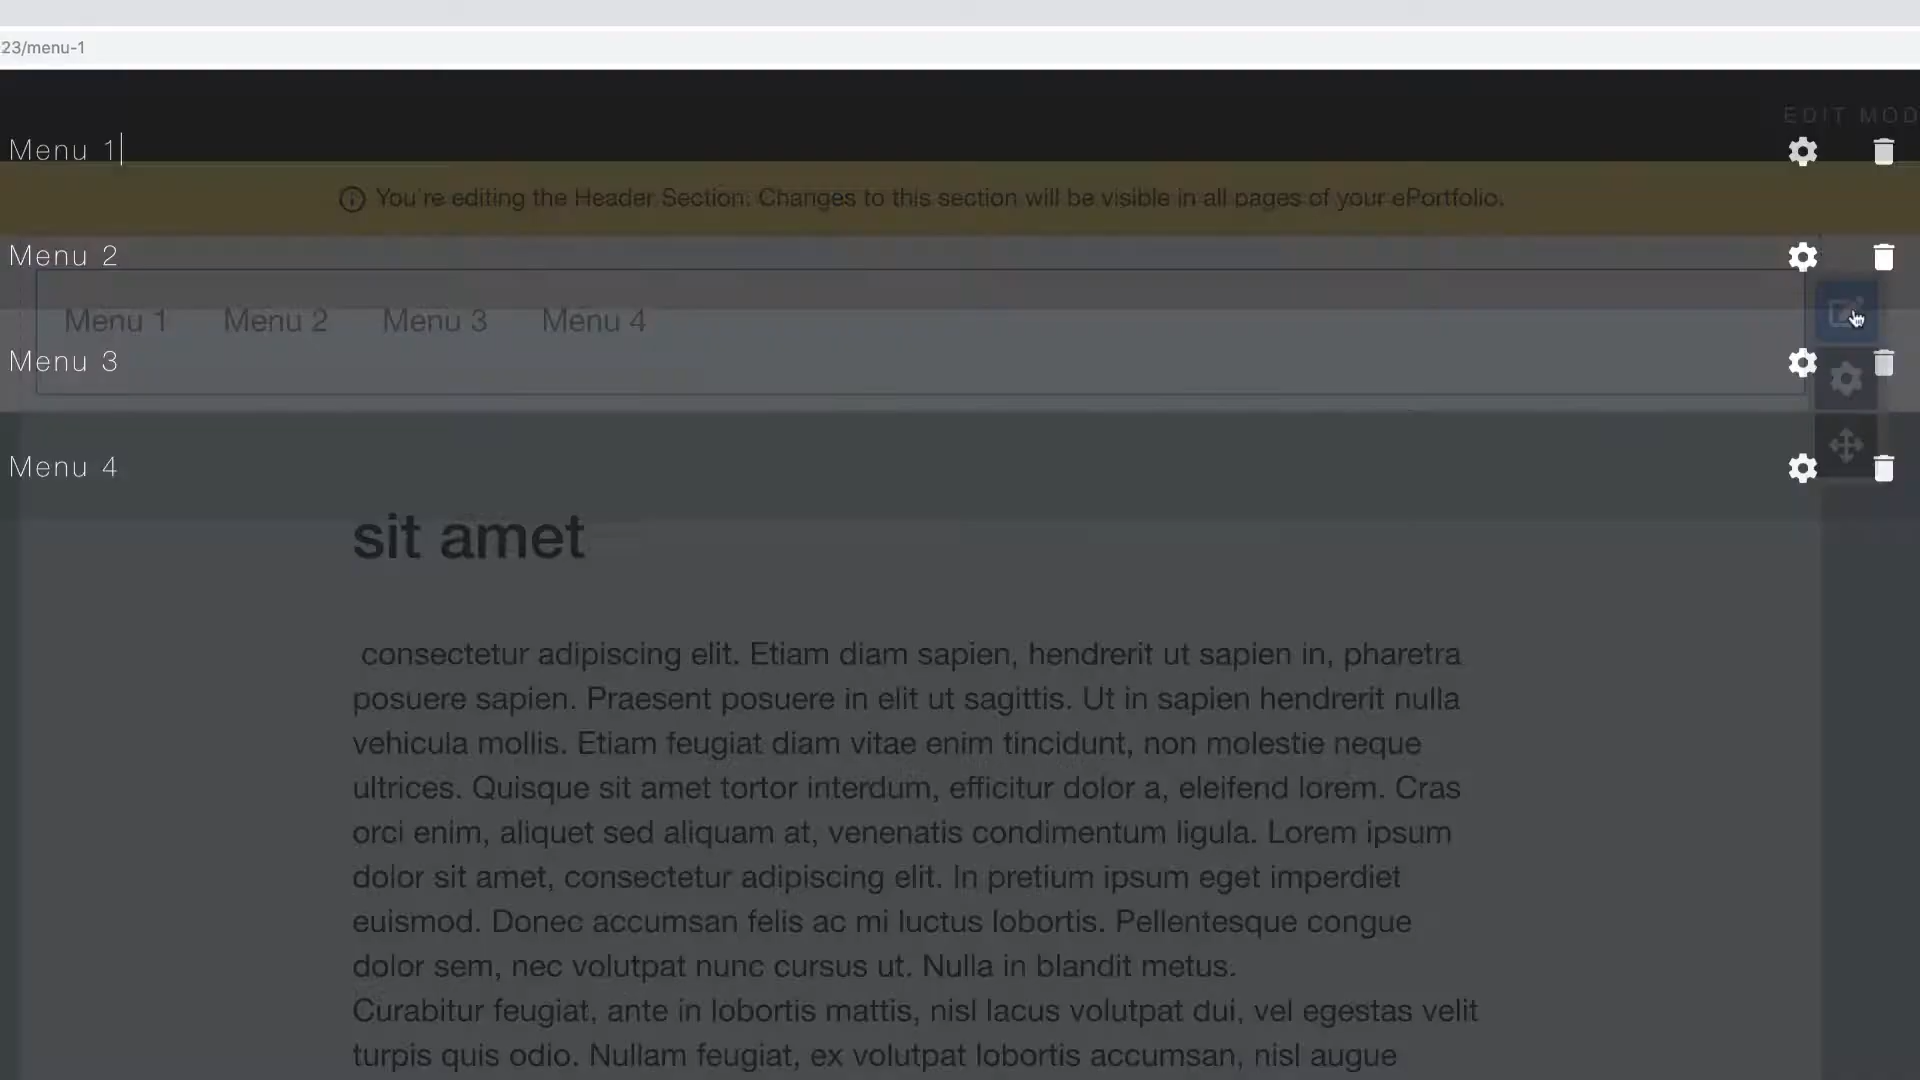 23/menu-1
EDIT MOD
Menu 1
You're editing the Header Section: Changes to this section will be visible in all pages of your ePortfolio.
Menu 2
Menu 1 Menu 2 Menu 3 Menu 4
Menu 3
Menu 4
sit amet
consectetur adipiscing elit. Etiam diam sapien, hendrerit ut sapien in, pharetra
posuere sapien. Praesent posuere in elit ut sagittis. Ut in sapien hendrerit nulla
vehicula mollis. Etiam feugiat diam vitae enim tincidunt, non molestie neque
ultrices. Quisque sit amet tortor interdum, efficitur dolor a, eleifend lorem. Cras
orci enim, aliquet sed aliquam at, venenatis condimentum ligula. Lorem ipsum
dolor sit amet, consectetur adipiscing elit. In pretium ipsum eget imperdiet
euismod. Donec accumsan felis ac mi luctus lobortis. Pellentesque congue
dolor sem, nec volutpat nunc cursus ut. Nulla in blandit metus.
Curabitur feugiat, ante in lobortis mattis, nisl lacus volutpat dui, vel egestas velit
turpis quis odio. Nullam feugiat, ex volutpat lobortis accumsan, nisl augue